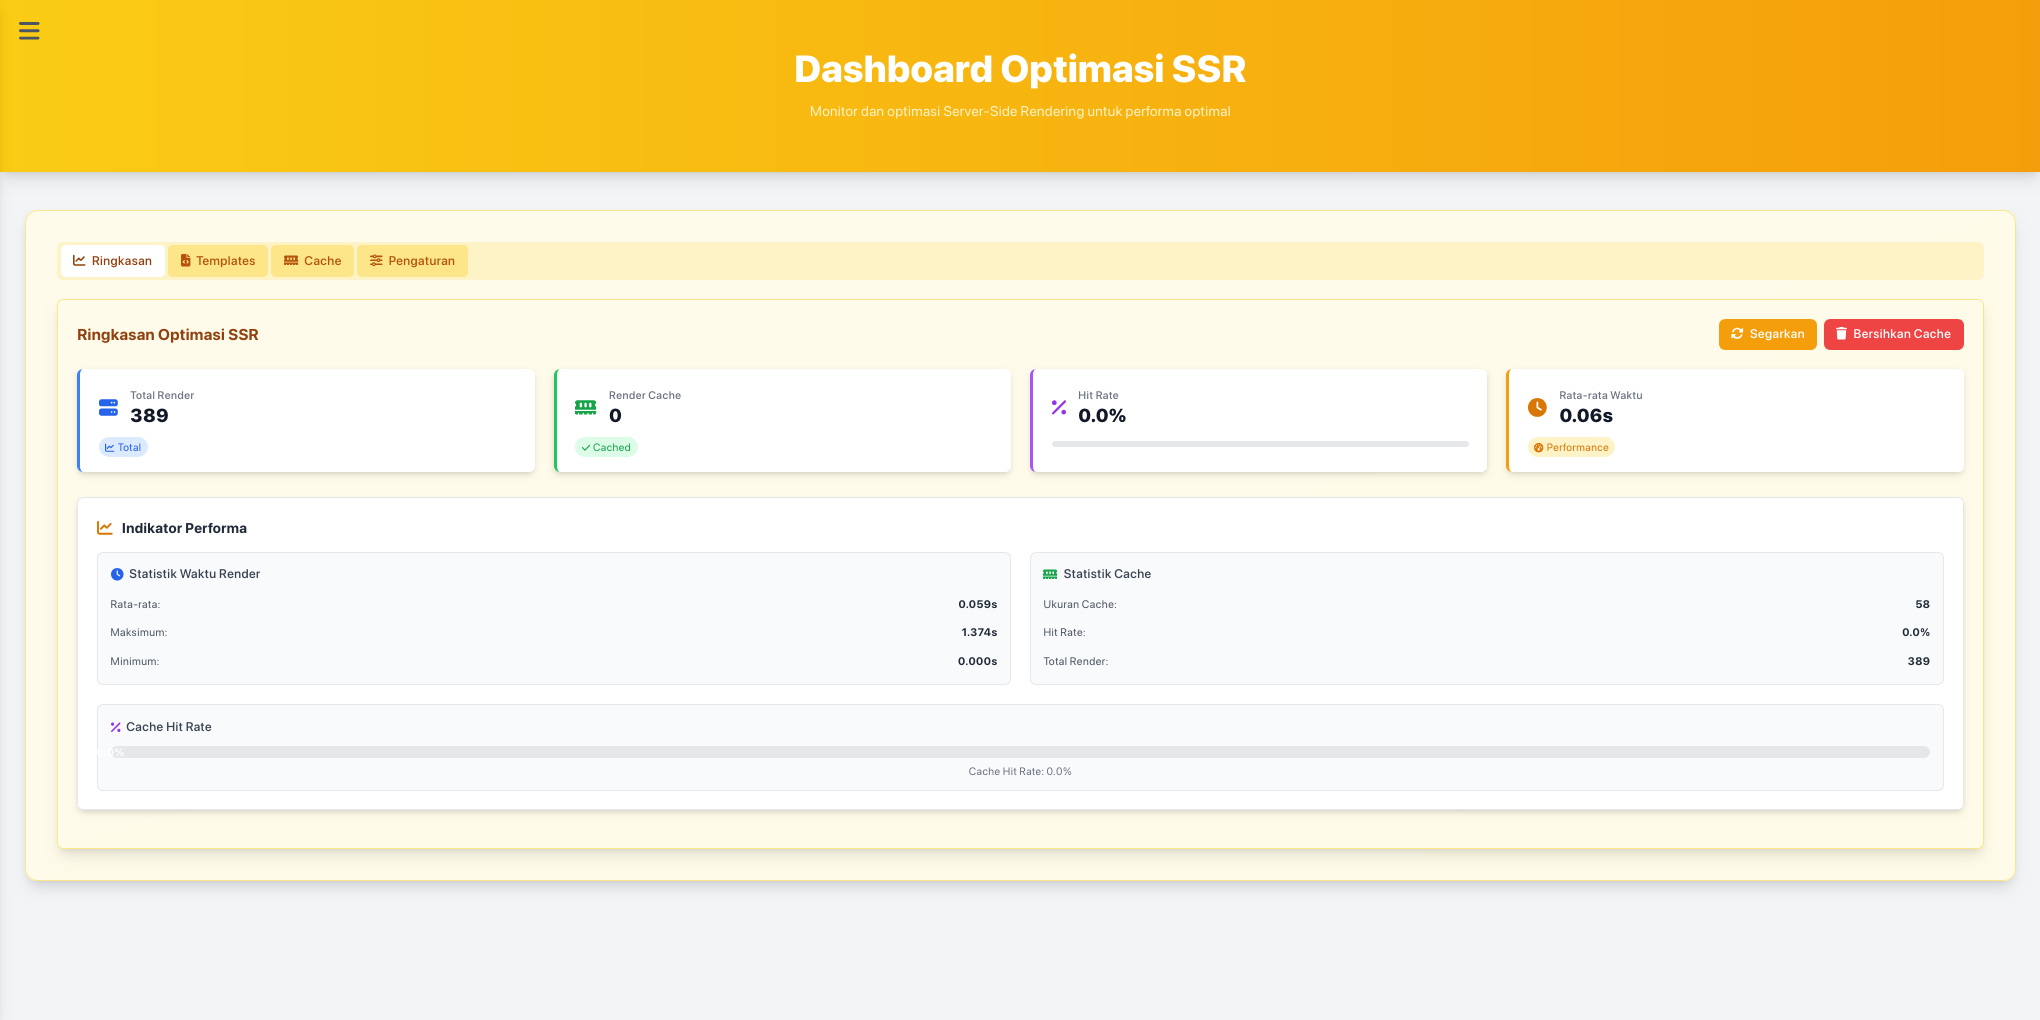 Dashboard Optimasi SSR
Monitor dan optimasi Server-Side Rendering untuk performa optimal
Ringkasan
Templates
Cache
Pengaturan
Ringkasan Optimasi SSR
Segarkan
Bersihkan Cache
Total Render
389
Total
Render Cache
0
Cached
Hit Rate
0.0%
Rata-rata Waktu
0.06s
Performance
Indikator Performa
Statistik Waktu Render
Rata-rata: 0.059s
Maksimum: 1.374s
Minimum: 0.000s
Statistik Cache
Ukuran Cache: 58
Hit Rate: 0.0%
Total Render: 389
Cache Hit Rate
Cache Hit Rate: 0.0%